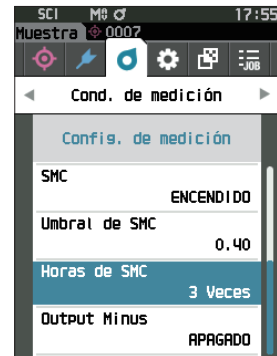 SCI M0 17:55
Muestra 0007
-JOB
Cond. de medición
Config. de medición
SMC
ENCENDIDO
Umbral de SMC
0.40
Horas de SMC
3 Veces
Output Minus
APAGADO